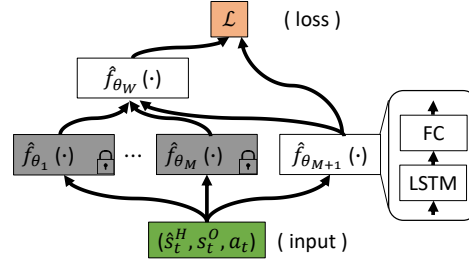 ℒ ( loss )
f̂_{θ_W}(·)
f̂_{θ_1}(·) ... f̂_{θ_M}(·) f̂_{θ_{M+1}}(·)
FC
LSTM
(ŝ_t^H, s_t^O, a_t) ( input )